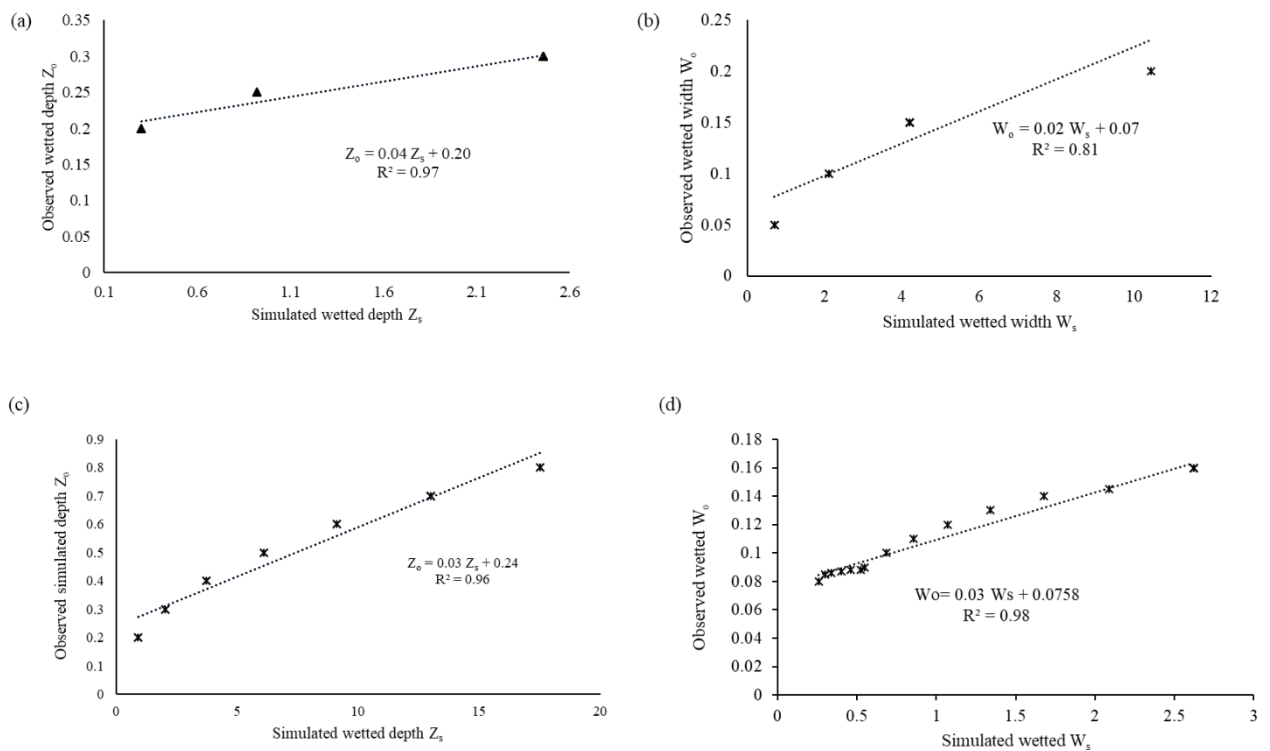 (a)
0.35
0.3
0.25
0.2
0.15
0.1
0.05
0
0.1 0.6 1.1 1.6 2.1 2.6
Observed wetted depth Zₒ
Simulated wetted depth Zₛ
Zₒ = 0.04 Zₛ + 0.20
R² = 0.97
(b)
0.25
0.2
0.15
0.1
0.05
0
0 2 4 6 8 10 12
Observed wetted width Wₒ
Simulated wetted width Wₛ
Wₒ = 0.02 Wₛ + 0.07
R² = 0.81
(c)
0.9
0.8
0.7
0.6
0.5
0.4
0.3
0.2
0.1
0
0 5 10 15 20
Observed simulated depth Zₒ
Simulated wetted depth Zₛ
Zₒ = 0.03 Zₛ + 0.24
R² = 0.96
(d)
0.18
0.16
0.14
0.12
0.10
0.08
0.06
0.04
0.02
0
0 0.5 1 1.5 2 2.5 3
Observed wetted Wₒ
Simulated wetted Wₛ
Wo= 0.03 Ws + 0.0758
R² = 0.98